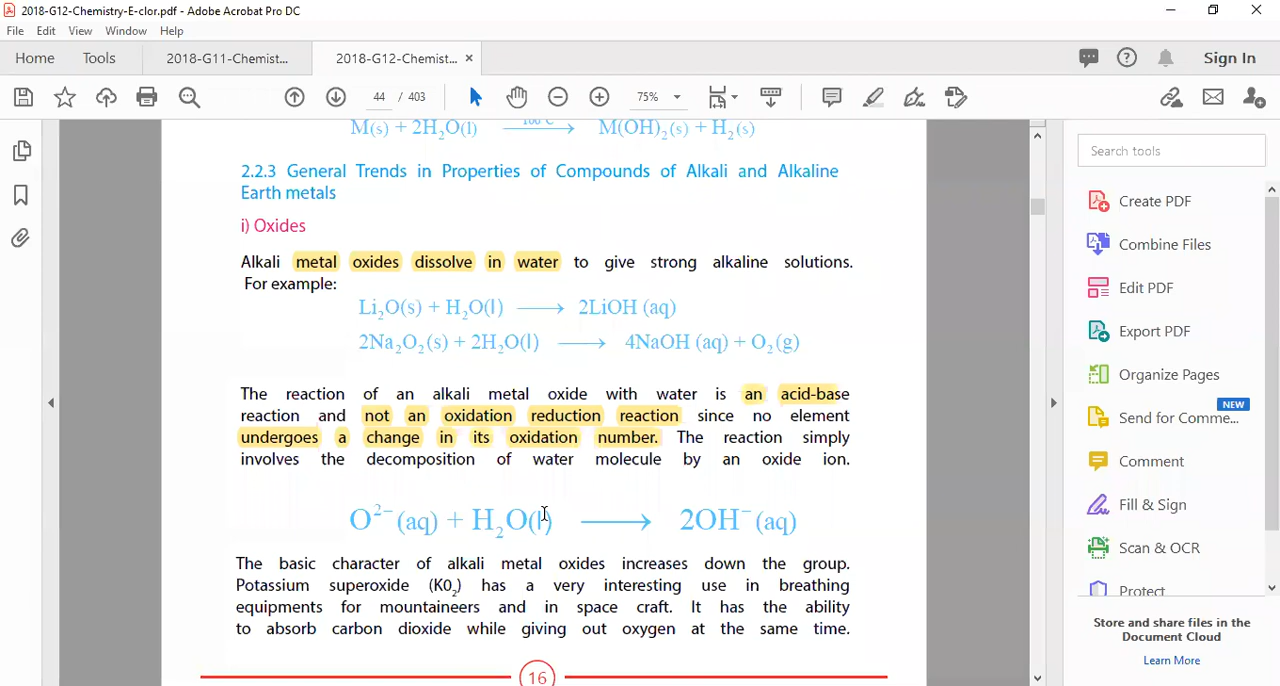 2018-G12-Chemistry-E-clor.pdf - Adobe Acrobat Pro DC
File Edit View Window Help
Home Tools 2018-G11-Chemist... 2018-G12-Chemist... × Sign In
44 / 403 75%
M(s) + 2H₂O(l) 100°C ⟶ M(OH)₂(s) + H₂(s)
2.2.3 General Trends in Properties of Compounds of Alkali and Alkaline
Earth metals
i) Oxides
Alkali metal oxides dissolve in water to give strong alkaline solutions.
For example:
Li₂O(s) + H₂O(l) ⟶ 2LiOH (aq)
2Na₂O₂(s) + 2H₂O(l) ⟶ 4NaOH (aq) + O₂(g)
The reaction of an alkali metal oxide with water is an acid-base
reaction and not an oxidation reduction reaction since no element
undergoes a change in its oxidation number. The reaction simply
involves the decomposition of water molecule by an oxide ion.
O²⁻(aq) + H₂O(l) ⟶ 2OH⁻(aq)
The basic character of alkali metal oxides increases down the group.
Potassium superoxide (K0₂) has a very interesting use in breathing
equipments for mountaineers and in space craft. It has the ability
to absorb carbon dioxide while giving out oxygen at the same time.
16
Search tools
Create PDF
Combine Files
Edit PDF
Export PDF
Organize Pages
NEW
Send for Comme...
Comment
Fill & Sign
Scan & OCR
Protect
Store and share files in the
Document Cloud
Learn More